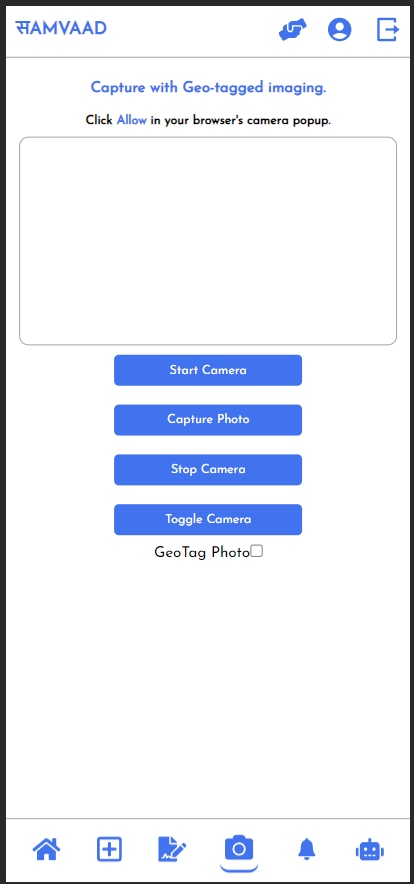 सAMVAAD
Capture with Geo-tagged imaging.
Click Allow in your browser's camera popup.
Start Camera
Capture Photo
Stop Camera
Toggle Camera
GeoTag Photo